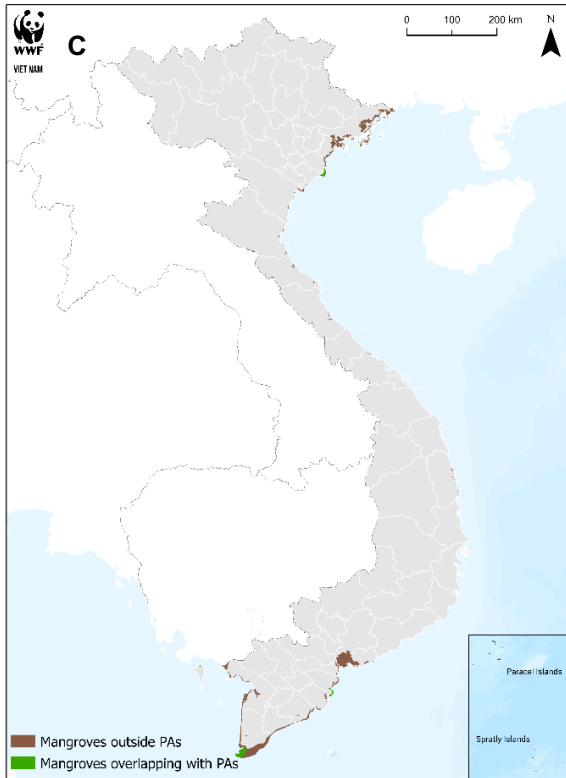 WWF
VIET NAM
C
0 100 200 km
N
Paracel Islands
Spratly Islands
Mangroves outside PAs
Mangroves overlapping with PAs